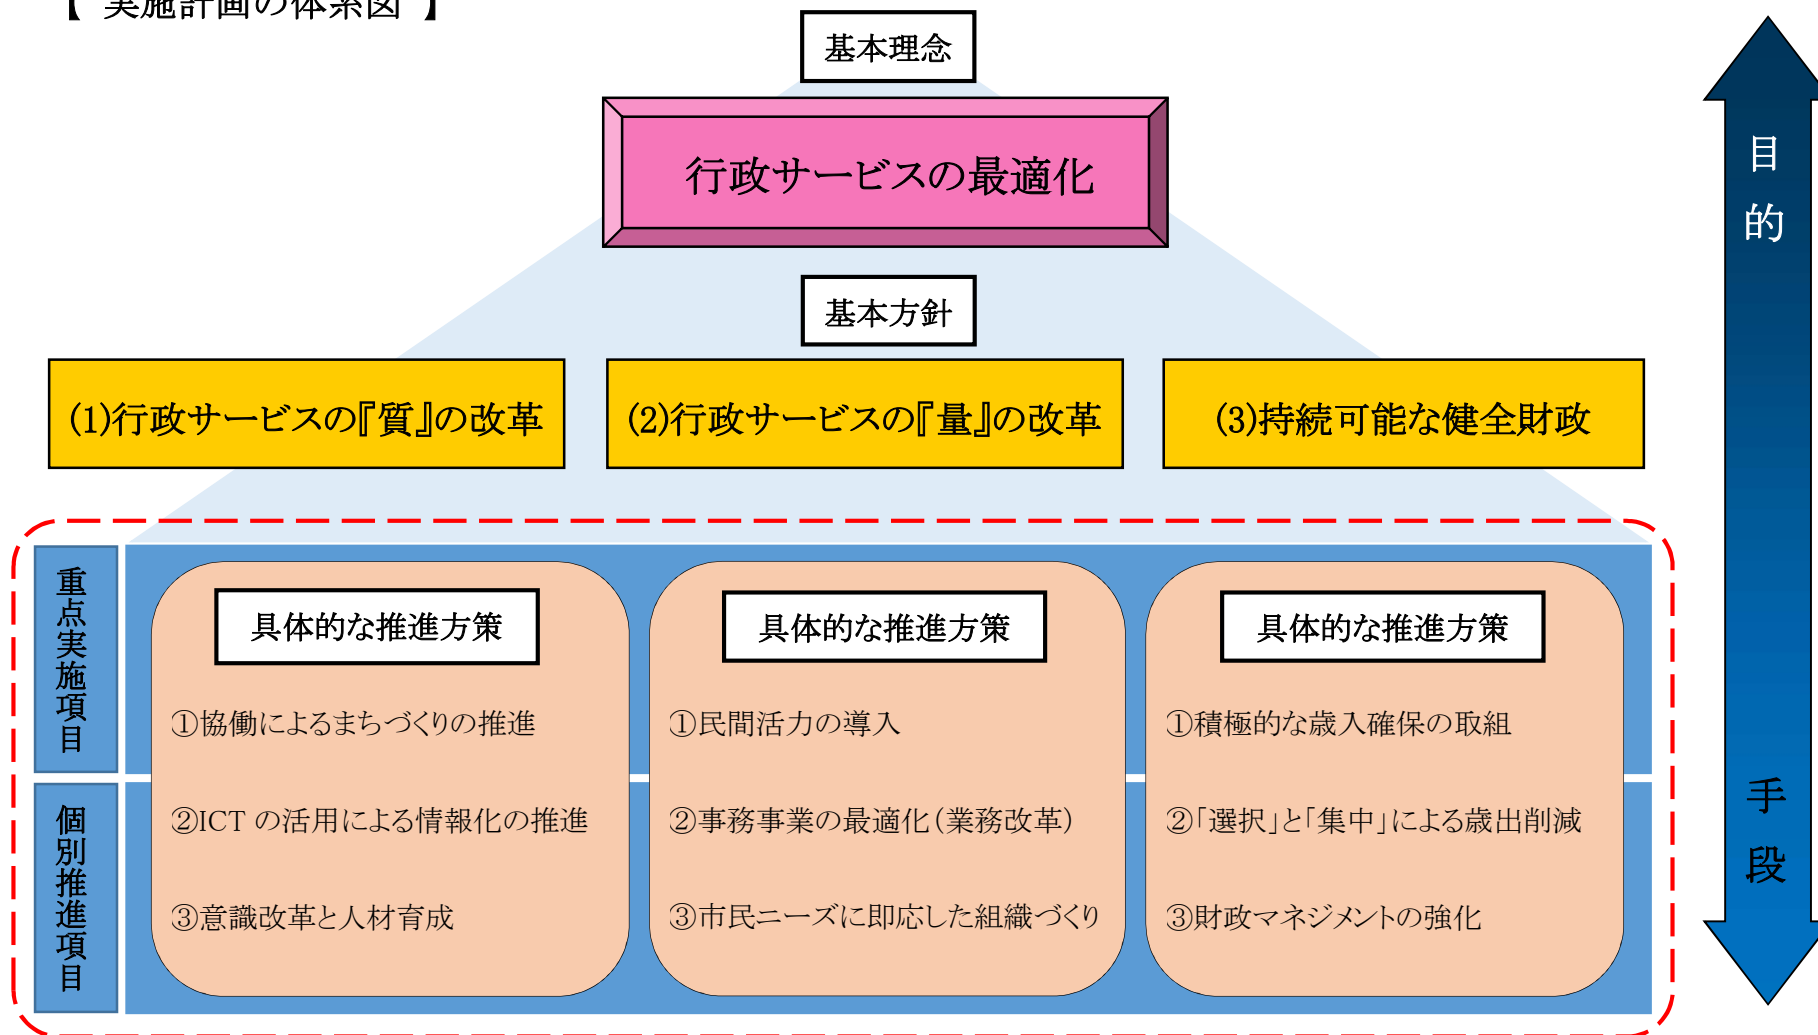 【 実施計画の体系図 】
基本理念
行政サービスの最適化
基本方針
(1)行政サービスの『質』の改革
(2)行政サービスの『量』の改革
(3)持続可能な健全財政
重点実施項目
個別推進項目
具体的な推進方策
①協働によるまちづくりの推進
②ICT の活用による情報化の推進
③意識改革と人材育成
具体的な推進方策
①民間活力の導入
②事務事業の最適化(業務改革)
③市民ニーズに即応した組織づくり
具体的な推進方策
①積極的な歳入確保の取組
②「選択」と「集中」による歳出削減
③財政マネジメントの強化
目的
手段